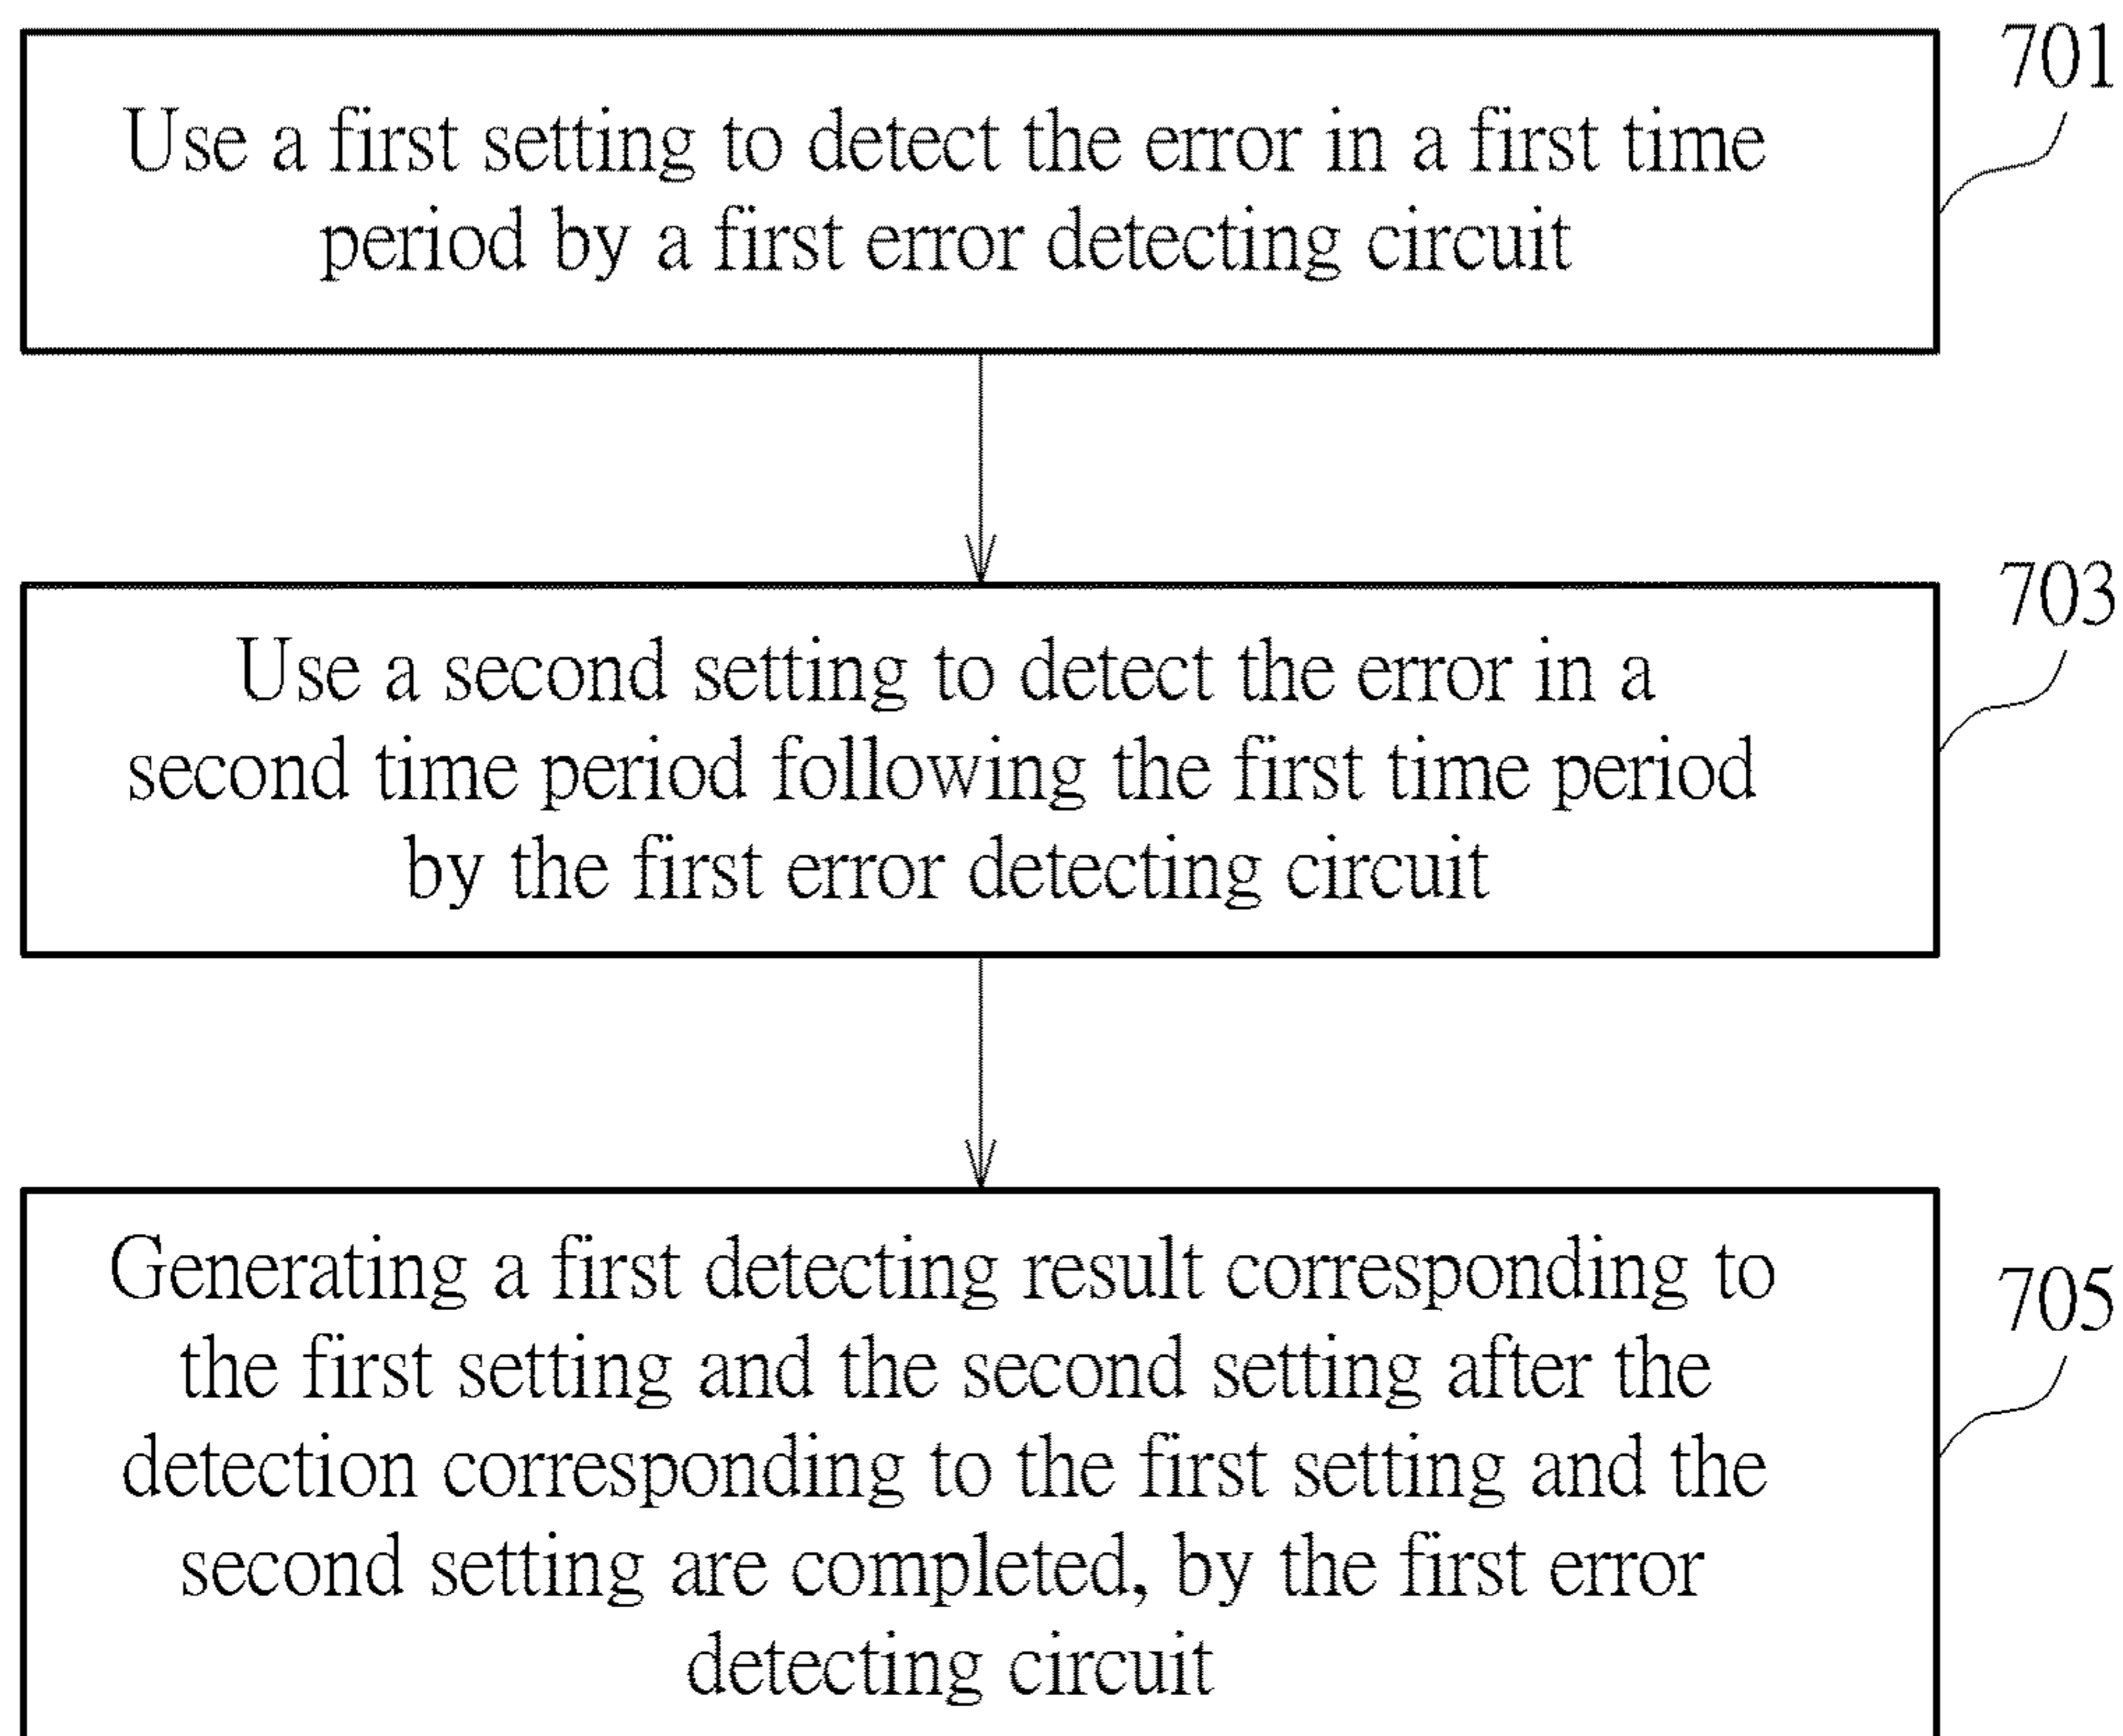 701
Use a first setting to detect the error in a first time
period by a first error detecting circuit
703
Use a second setting to detect the error in a
second time period following the first time period
by the first error detecting circuit
705
Generating a first detecting result corresponding to
the first setting and the second setting after the
detection corresponding to the first setting and the
second setting are completed, by the first error
detecting circuit